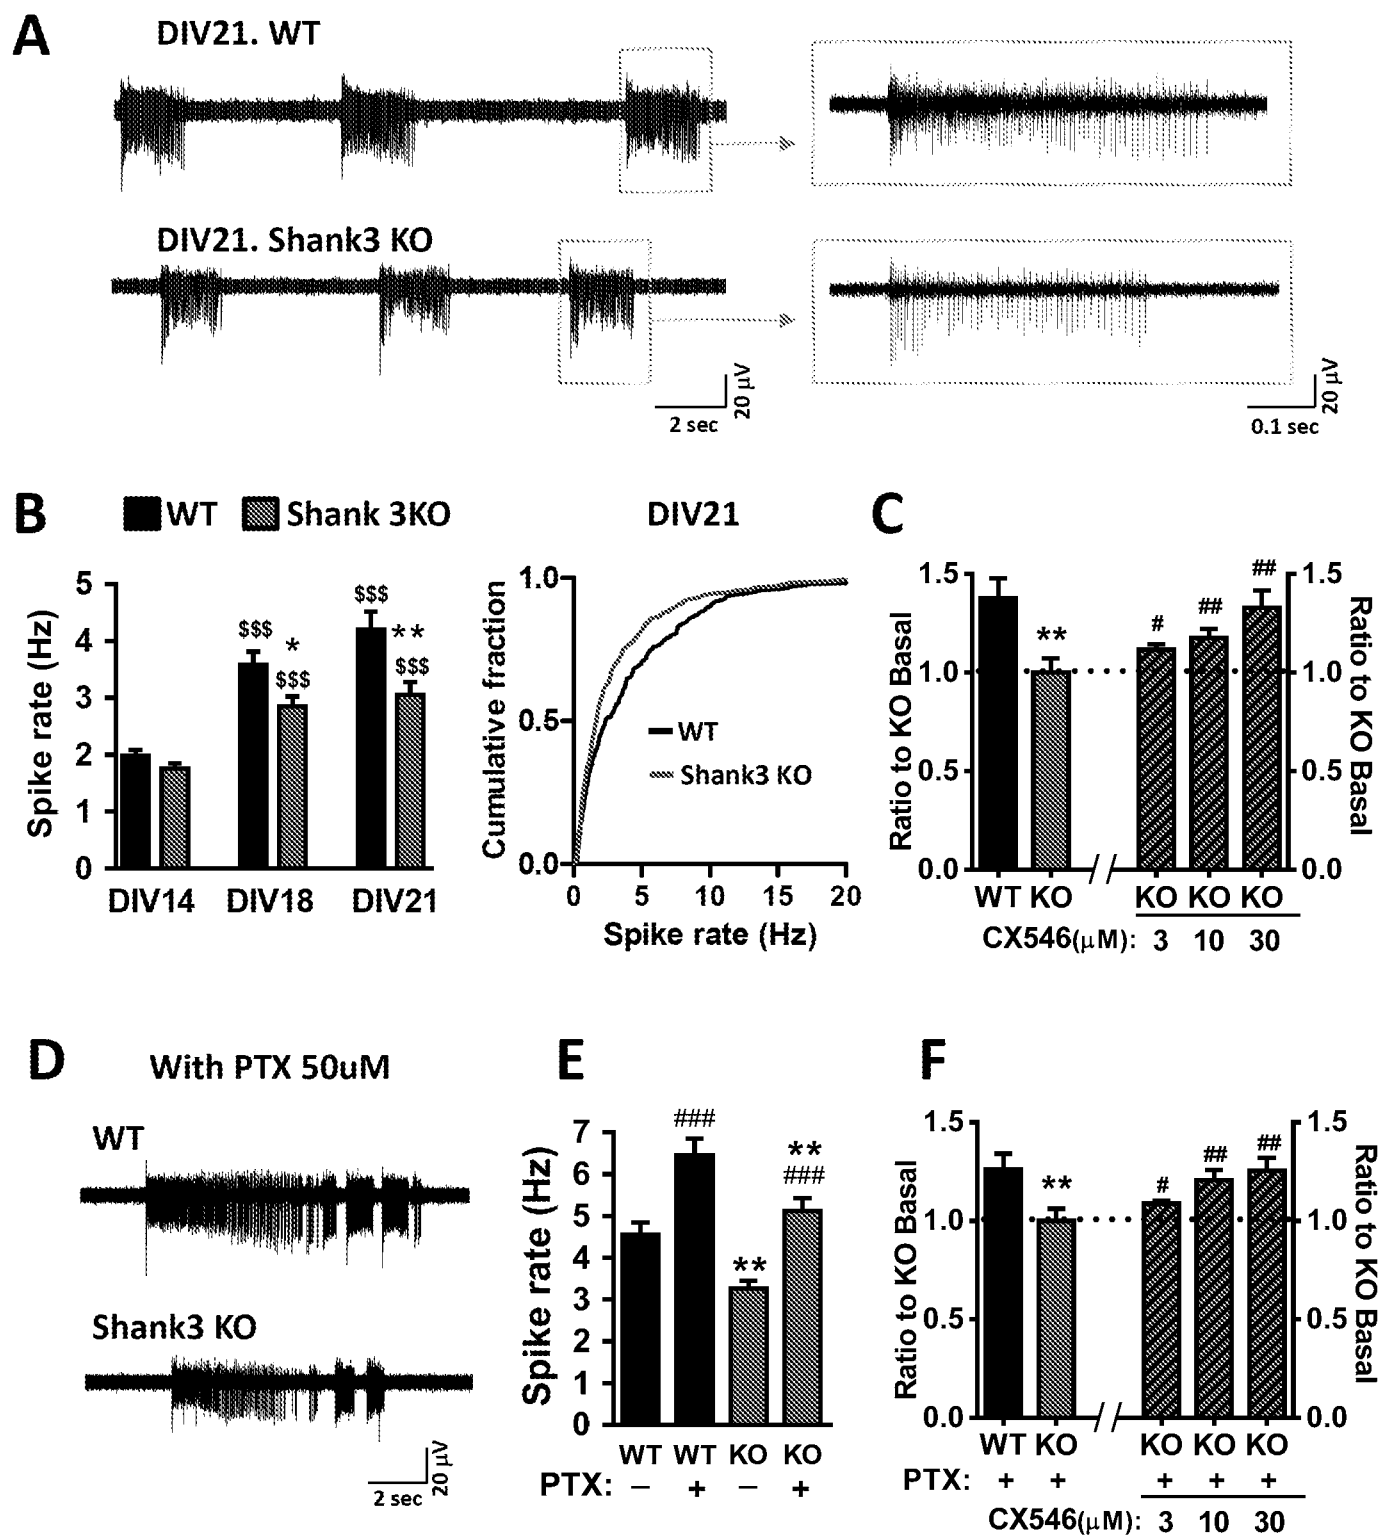 A
DIV21. WT
DIV21. Shank3 KO
20 μV
2 sec
20 μV
0.1 sec
B
WT
Shank 3KO
Spike rate (Hz)
5
4
3
2
1
0
$$$
*
$$$
$$$
**
$$$
DIV14
DIV18
DIV21
DIV21
Cumulative fraction
1.0
0.5
0.0
WT
Shank3 KO
0
5
10
15
20
Spike rate (Hz)
C
Ratio to KO Basal
1.5
1.0
0.5
0.0
**
#
##
##
1.5
1.0
0.5
0.0
Ratio to KO Basal
WT KO KO KO KO
CX546(μM): 3 10 30
D
With PTX 50uM
WT
Shank3 KO
20 μV
2 sec
E
Spike rate (Hz)
7
6
5
4
3
2
1
0
###
**
**
###
WT WT KO KO
PTX: – + – +
F
Ratio to KO Basal
1.5
1.0
0.5
0.0
**
#
##
##
1.5
1.0
0.5
0.0
Ratio to KO Basal
WT KO KO KO KO
PTX: + + + + +
CX546(μM): 3 10 30